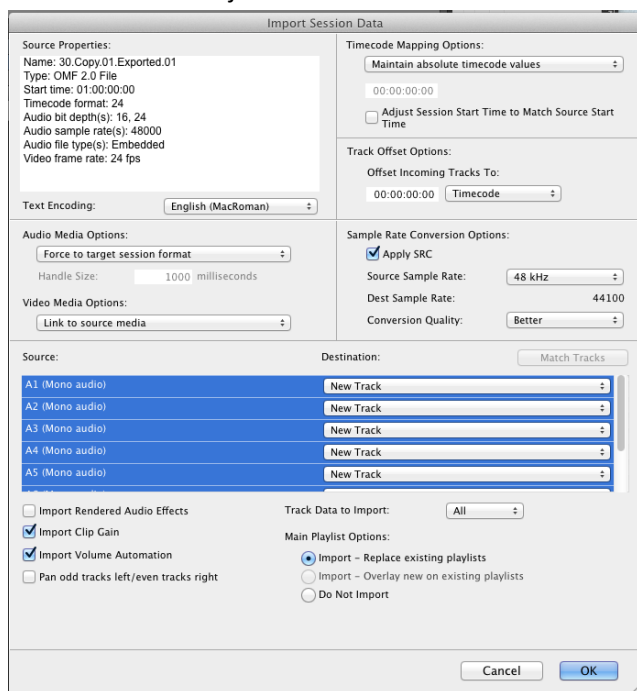 Import Session Data
Source Properties:
Name: 30.Copy.01.Exported.01
Type: OMF 2.0 File
Start time: 01:00:00:00
Timecode format: 24
Audio bit depth(s): 16, 24
Audio sample rate(s): 48000
Audio file type(s): Embedded
Video frame rate: 24 fps
Text Encoding: English (MacRoman)
Timecode Mapping Options:
Maintain absolute timecode values
00:00:00:00
Adjust Session Start Time to Match Source Start
Time
Track Offset Options:
Offset Incoming Tracks To:
00:00:00:00 Timecode
Audio Media Options:
Force to target session format
Handle Size: 1000 milliseconds
Video Media Options:
Link to source media
Sample Rate Conversion Options:
Apply SRC
Source Sample Rate: 48 kHz
Dest Sample Rate: 44100
Conversion Quality: Better
Source: Destination: Match Tracks
A1 (Mono audio) New Track
A2 (Mono audio) New Track
A3 (Mono audio) New Track
A4 (Mono audio) New Track
A5 (Mono audio) New Track
Import Rendered Audio Effects
Import Clip Gain
Import Volume Automation
Pan odd tracks left/even tracks right
Track Data to Import: All
Main Playlist Options:
Import – Replace existing playlists
Import – Overlay new on existing playlists
Do Not Import
Cancel OK